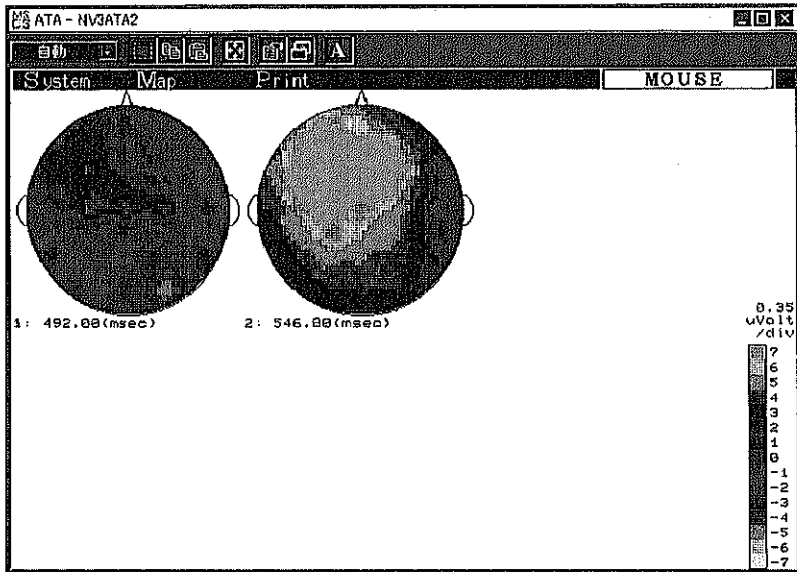 ATA - NV3ATA2
自動
A
System Map Print MOUSE
1: 492.00(msec) 2: 546.00(msec)
0.35
uVolt
/div
7
6
5
4
3
2
1
0
-1
-2
-3
-4
-5
-6
-7